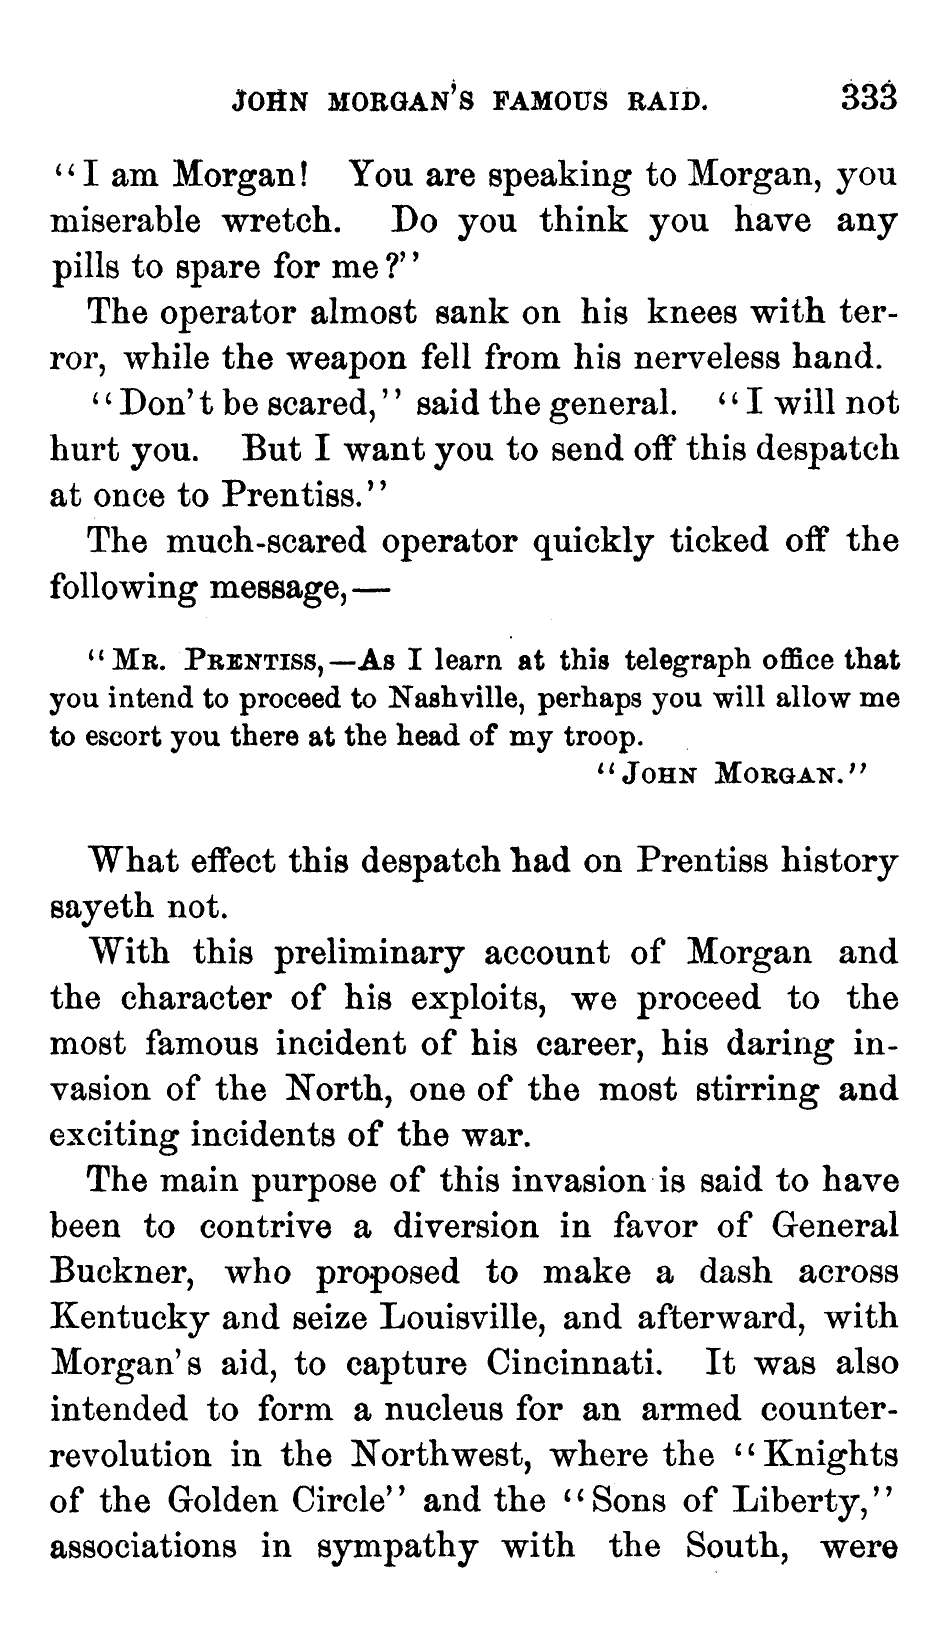 JOHN MORGAN'S FAMOUS RAID. 333
"I am Morgan! You are speaking to Morgan, you
miserable wretch. Do you think you have any
pills to spare for me?"
The operator almost sank on his knees with ter-
ror, while the weapon fell from his nerveless hand.
"Don't be scared," said the general. "I will not
hurt you. But I want you to send off this despatch
at once to Prentiss."
The much-scared operator quickly ticked off the
following message,—
"MR. PRENTISS,—As I learn at this telegraph office that
you intend to proceed to Nashville, perhaps you will allow me
to escort you there at the head of my troop.
"JOHN MORGAN."
What effect this despatch had on Prentiss history
sayeth not.
With this preliminary account of Morgan and
the character of his exploits, we proceed to the
most famous incident of his career, his daring in-
vasion of the North, one of the most stirring and
exciting incidents of the war.
The main purpose of this invasion is said to have
been to contrive a diversion in favor of General
Buckner, who proposed to make a dash across
Kentucky and seize Louisville, and afterward, with
Morgan's aid, to capture Cincinnati. It was also
intended to form a nucleus for an armed counter-
revolution in the Northwest, where the "Knights
of the Golden Circle" and the "Sons of Liberty,"
associations in sympathy with the South, were